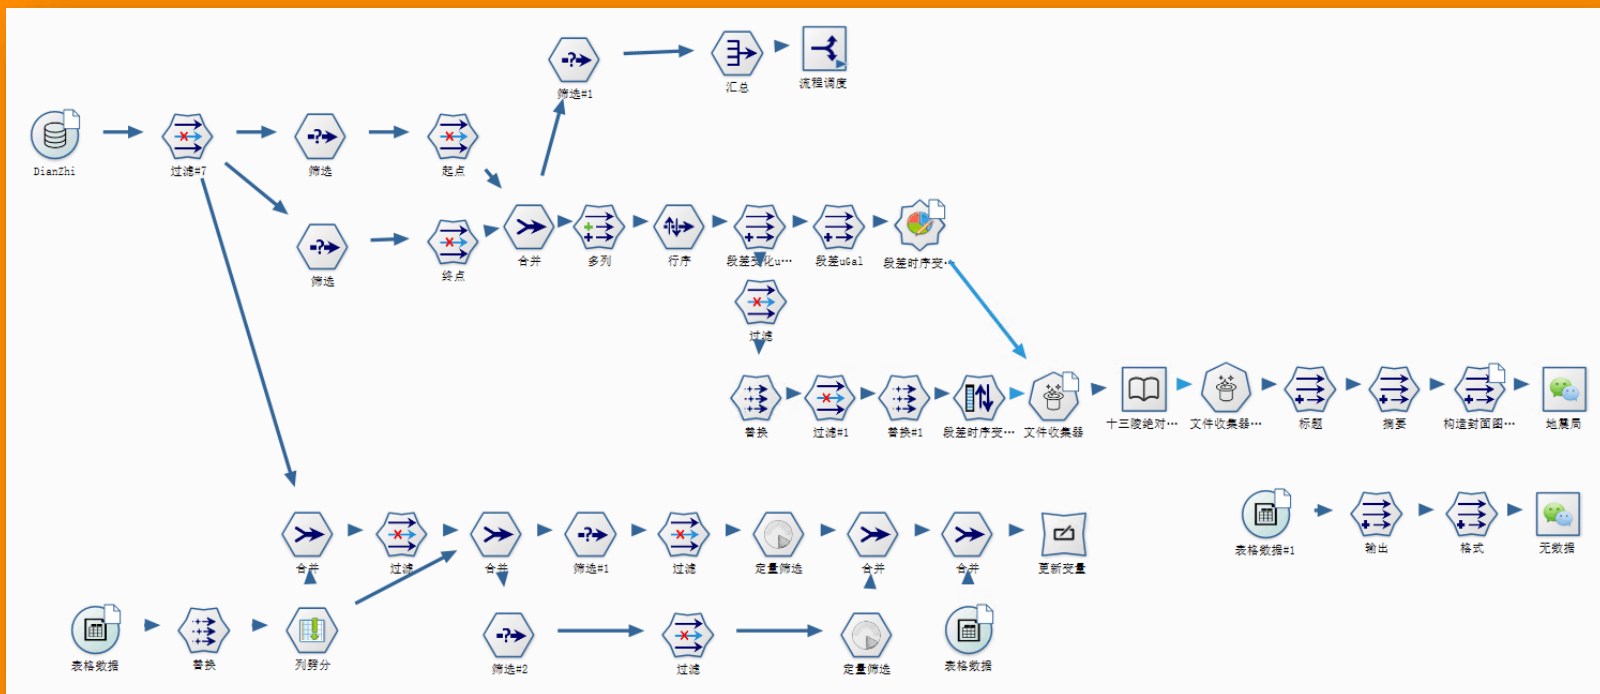 筛选#1
汇总
流程调度
DianZhi
过滤#7
筛选
起点
筛选
终点
合并
多列
行序
段差变化u…
段差uGal
段差时序变…
过滤
替换
过滤#1
替换#1
段差时序变…
文件收集器
十三陵绝对…
文件收集器…
标题
摘要
构造封面图…
地震局
合并
过滤
合并
筛选#1
过滤
定量筛选
合并
合并
更新变量
表格数据#1
输出
格式
无数据
表格数据
替换
列劈分
筛选#2
过滤
定量筛选
表格数据